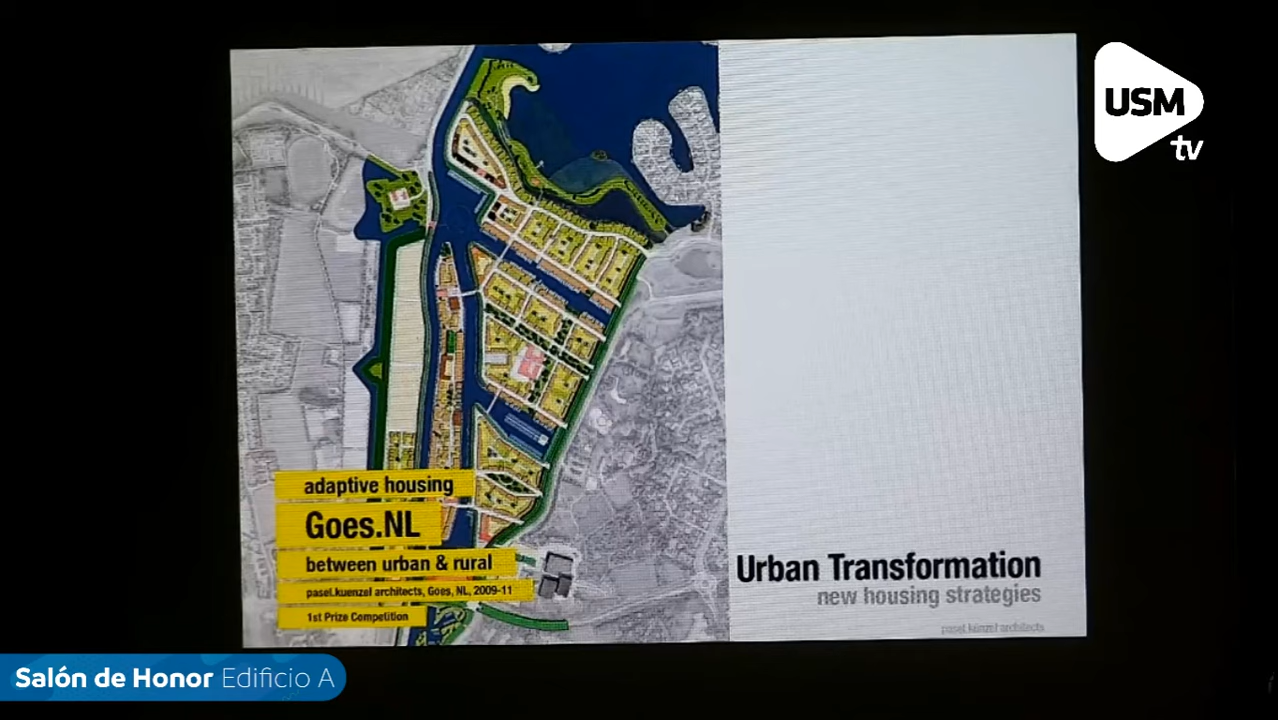 USM
tv
adaptive housing
Goes.NL
between urban & rural
pasel.kuenzel architects, Goes, NL, 2009-11
1st Prize Competition
Urban Transformation
new housing strategies
pasel.künzel architects
Salón de Honor Edificio A